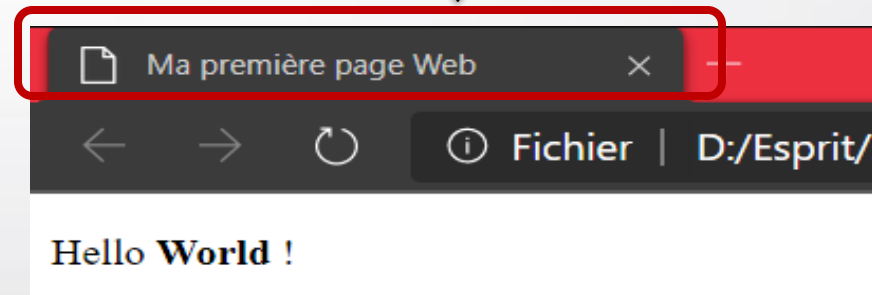 Ma première page Web
Fichier | D:/Esprit/
Hello World !